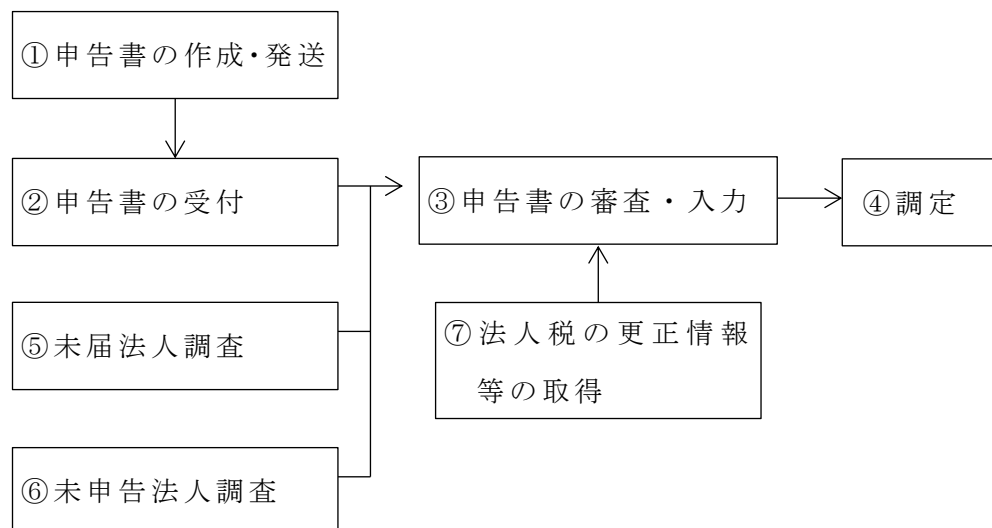 ①申告書の作成・発送
②申告書の受付
③申告書の審査・入力
④調定
⑤未届法人調査
⑦法人税の更正情報
等の取得
⑥未申告法人調査